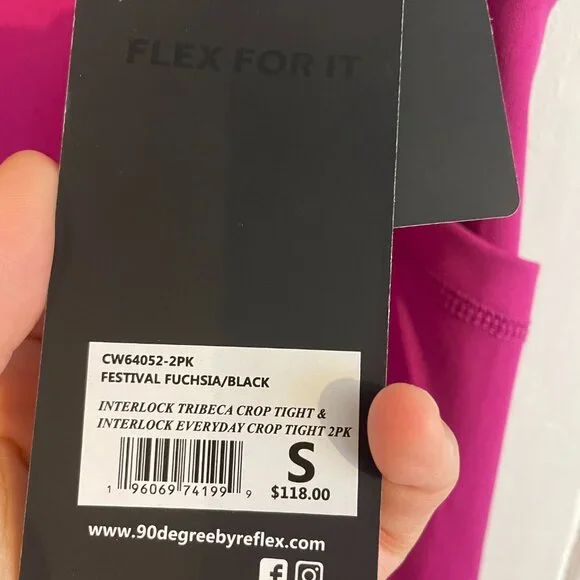 FLEX FOR IT
CW64052-2PK
FESTIVAL FUCHSIA/BLACK
INTERLOCK TRIBECA CROP TIGHT &
INTERLOCK EVERYDAY CROP TIGHT 2PK
S
1 96069 74199 9
$118.00
www.90degreebyreflex.com